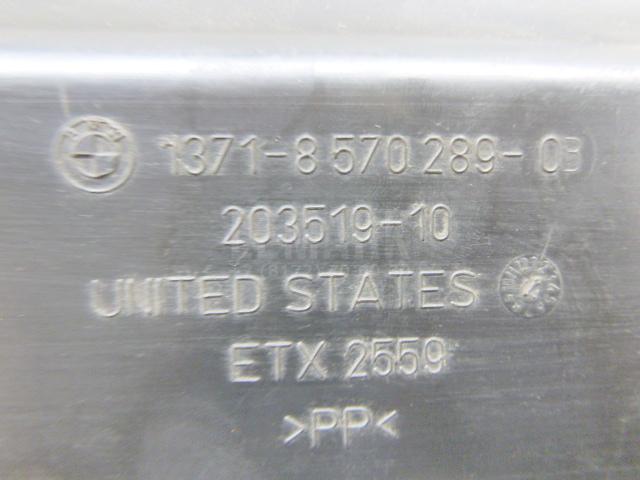 1371-8 570 289-03
203519-10
UNITED STATES
ETX 2559
>PP<